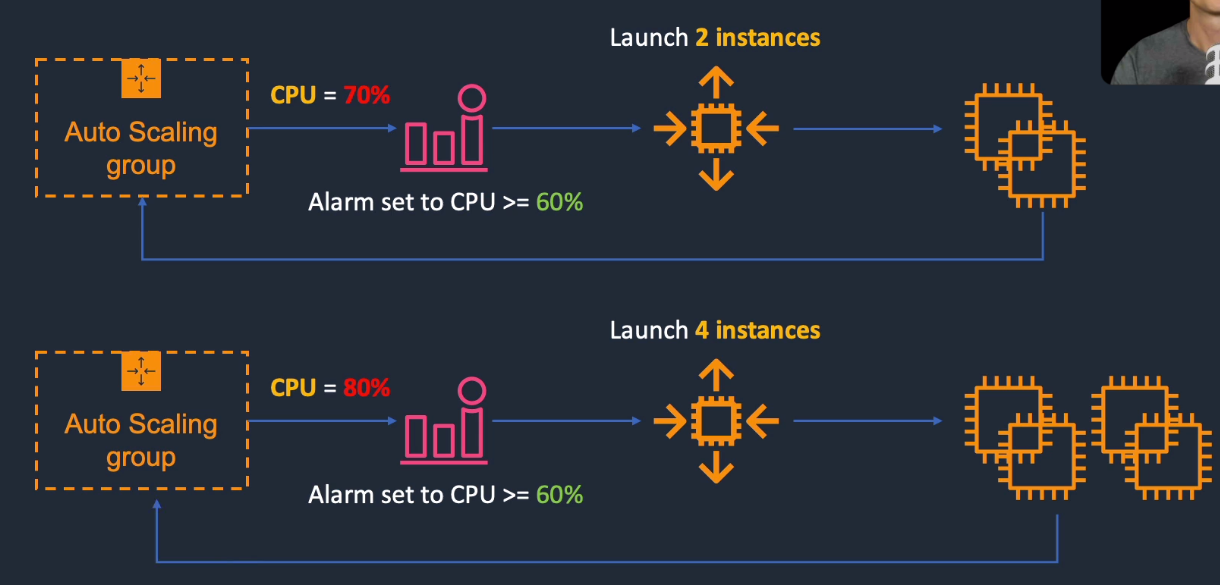 Launch 2 instances
CPU = 70%
Auto Scaling
group
Alarm set to CPU >= 60%
Launch 4 instances
CPU = 80%
Auto Scaling
group
Alarm set to CPU >= 60%